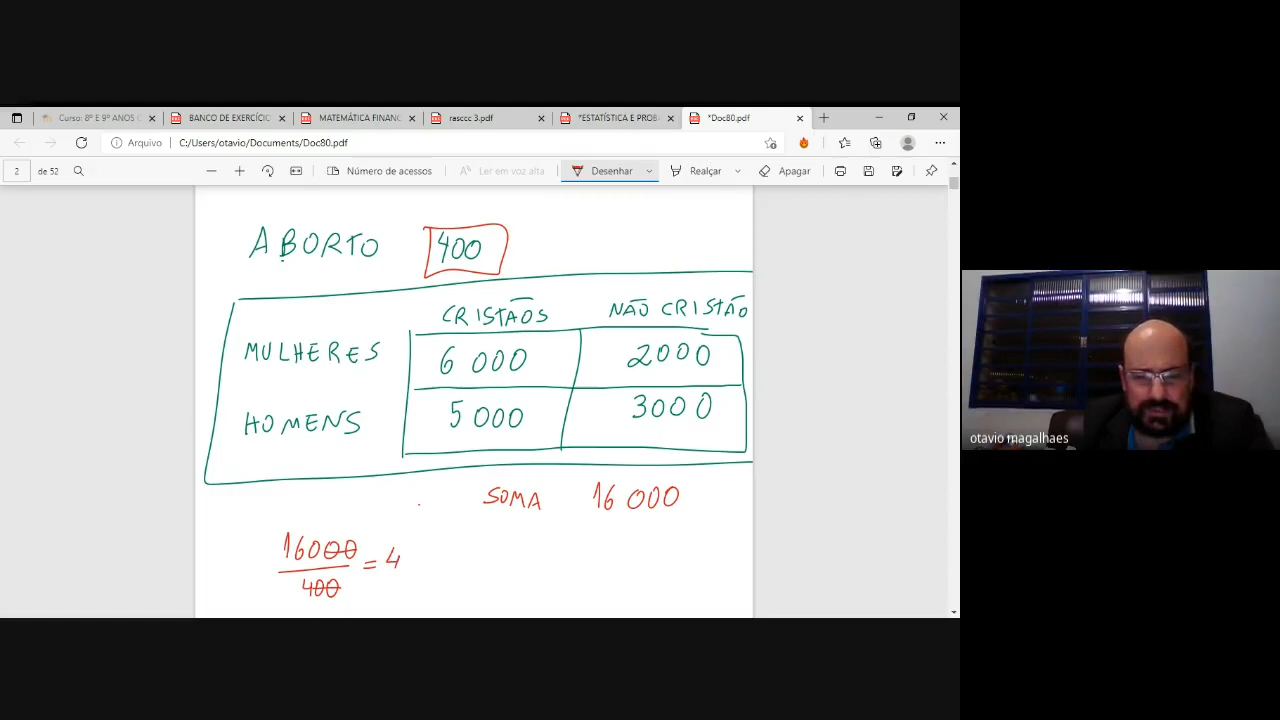 Curso: 8º E 9º ANOS
BANCO DE EXERCÍCIO
MATEMÁTICA FINANC
rasccc 3.pdf
*ESTATÍSTICA E PROBA
*Doc80.pdf
Arquivo
C:/Users/otavio/Documents/Doc80.pdf
2
de 52
Número de acessos
Ler em voz alta
Desenhar
Realçar
Apagar
ABORTO 400
CRISTÃOS NÃO CRISTÃO
MULHERES 6 000 2000
HOMENS 5 000 3000
otavio magalhaes
SOMA 16 000
16000
= 4
400